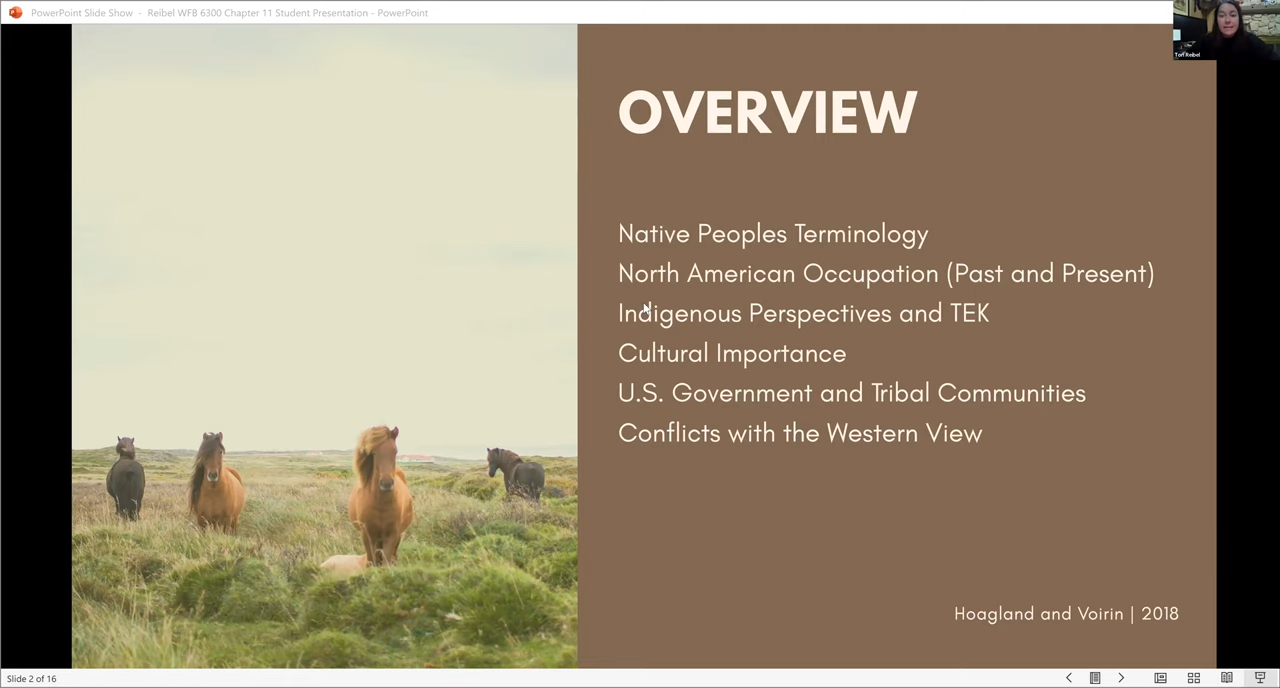 PowerPoint Slide Show - Reibel WFB 6300 Chapter 11 Student Presentation - PowerPoint
Tori Reibel
OVERVIEW
Native Peoples Terminology
North American Occupation (Past and Present)
Indigenous Perspectives and TEK
Cultural Importance
U.S. Government and Tribal Communities
Conflicts with the Western View
Hoagland and Voirin | 2018
Slide 2 of 16